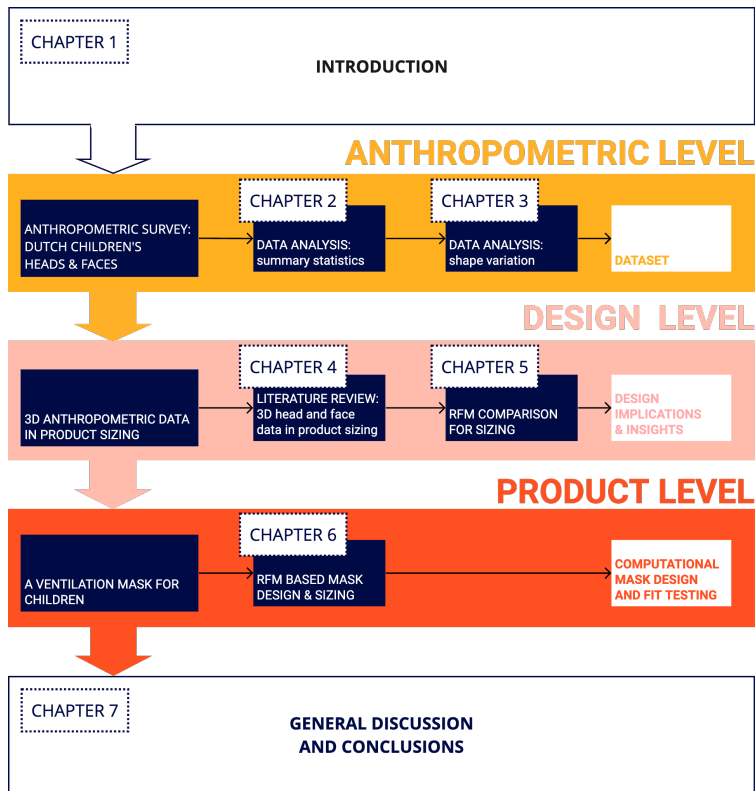 CHAPTER 1
INTRODUCTION
ANTHROPOMETRIC LEVEL
ANTHROPOMETRIC SURVEY:
DUTCH CHILDREN'S
HEADS & FACES
CHAPTER 2
DATA ANALYSIS:
summary statistics
CHAPTER 3
DATA ANALYSIS:
shape variation
DATASET
DESIGN LEVEL
3D ANTHROPOMETRIC DATA
IN PRODUCT SIZING
CHAPTER 4
LITERATURE REVIEW:
3D head and face
data in product sizing
CHAPTER 5
RFM COMPARISON
FOR SIZING
DESIGN
IMPLICATIONS
& INSIGHTS
PRODUCT LEVEL
A VENTILATION MASK FOR
CHILDREN
CHAPTER 6
RFM BASED MASK
DESIGN & SIZING
COMPUTATIONAL
MASK DESIGN
AND FIT TESTING
CHAPTER 7
GENERAL DISCUSSION
AND CONCLUSIONS